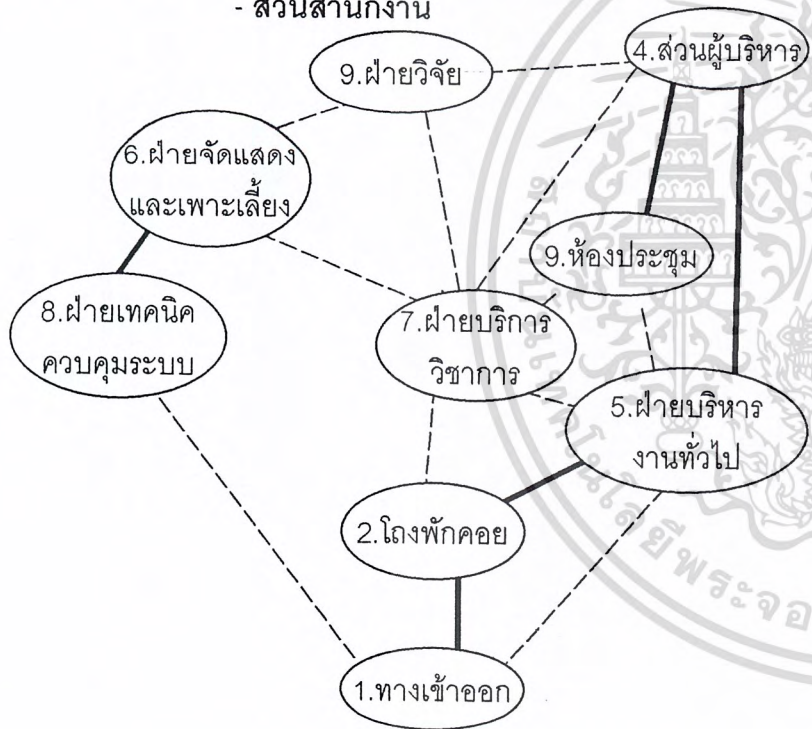 - ส่วนสำนักงาน
4.ส่วนผู้บริหาร
9.ฝ่ายวิจัย
6.ฝ่ายจัดแสดง
และเพาะเลี้ยง
9.ห้องประชุม
8.ฝ่ายเทคนิค
ควบคุมระบบ
7.ฝ่ายบริการ
วิชาการ
5.ฝ่ายบริหาร
งานทั่วไป
2.โถงพักคอย
1.ทางเข้าออก